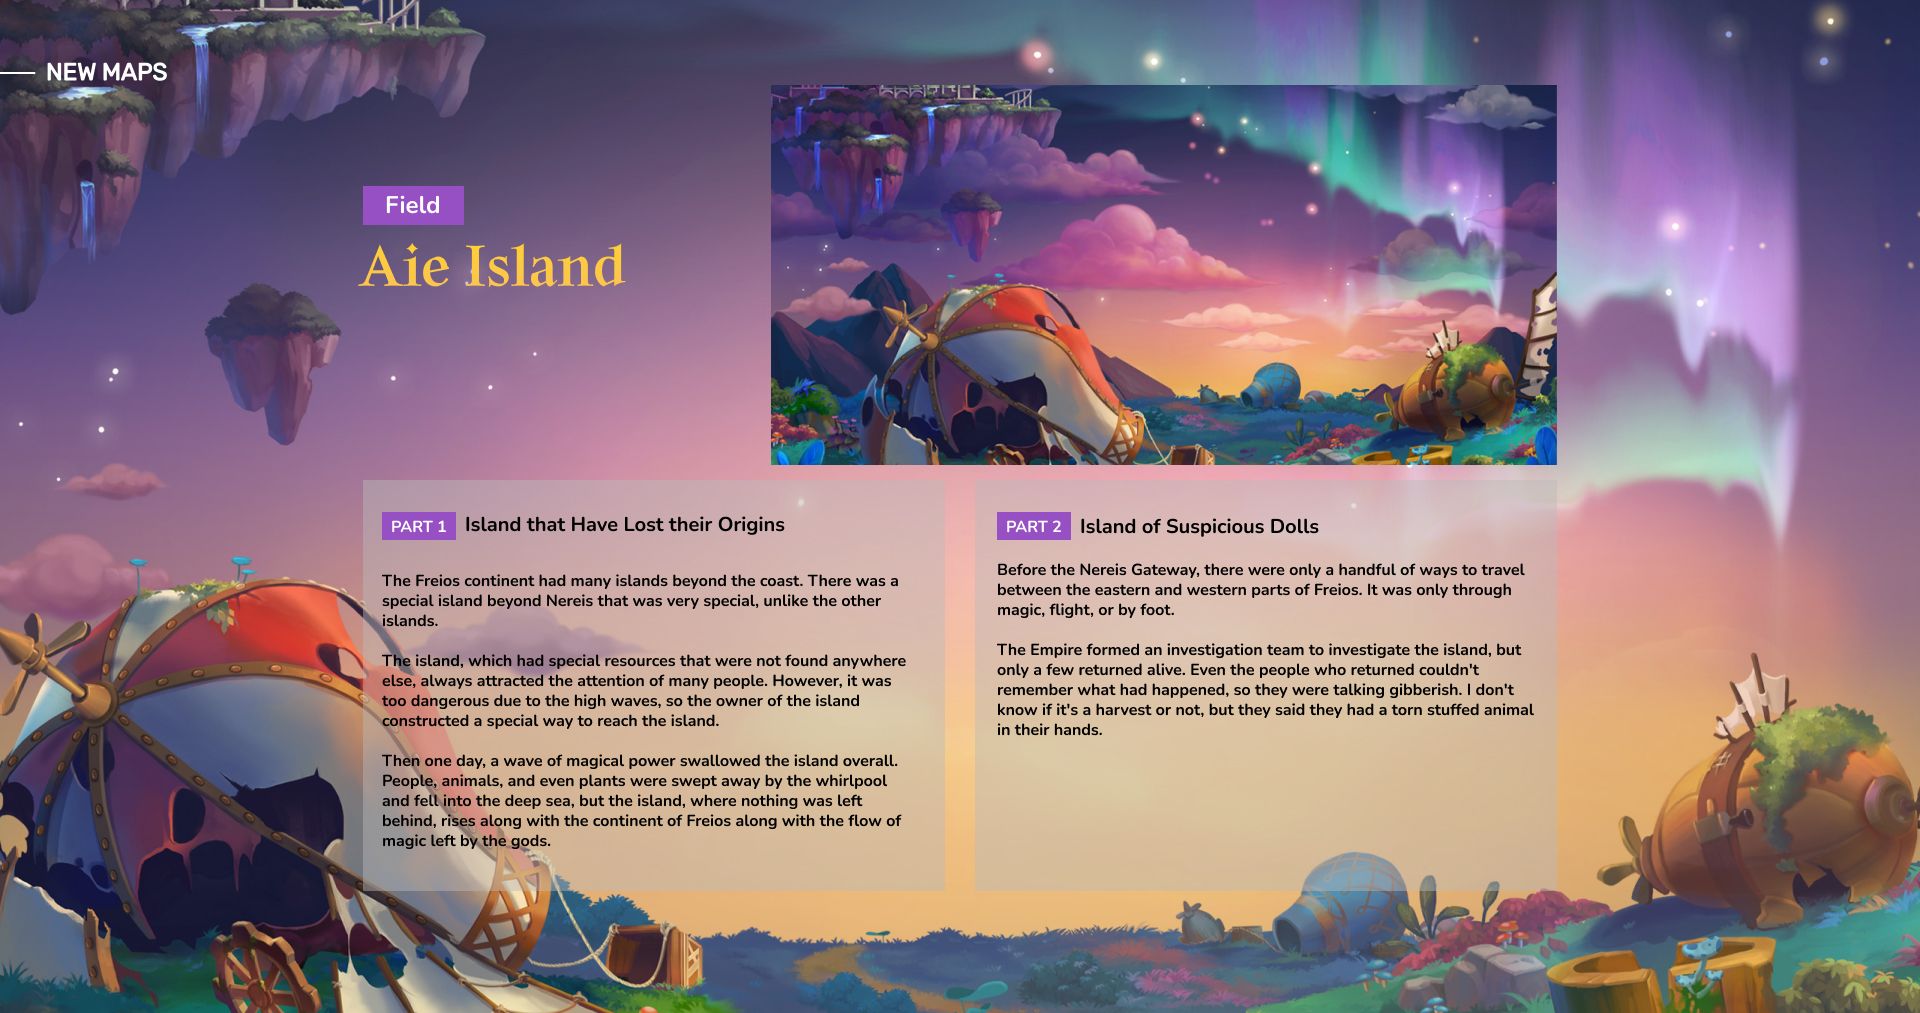 NEW MAPS
Field
Aie Island
PART 1 Island that Have Lost their Origins
The Freios continent had many islands beyond the coast. There was a
special island beyond Nereis that was very special, unlike the other
islands.
The island, which had special resources that were not found anywhere
else, always attracted the attention of many people. However, it was
too dangerous due to the high waves, so the owner of the island
constructed a special way to reach the island.
Then one day, a wave of magical power swallowed the island overall.
People, animals, and even plants were swept away by the whirlpool
and fell into the deep sea, but the island, where nothing was left
behind, rises along with the continent of Freios along with the flow of
magic left by the gods.
PART 2 Island of Suspicious Dolls
Before the Nereis Gateway, there were only a handful of ways to travel
between the eastern and western parts of Freios. It was only through
magic, flight, or by foot.
The Empire formed an investigation team to investigate the island, but
only a few returned alive. Even the people who returned couldn't
remember what had happened, so they were talking gibberish. I don't
know if it's a harvest or not, but they said they had a torn stuffed animal
in their hands.